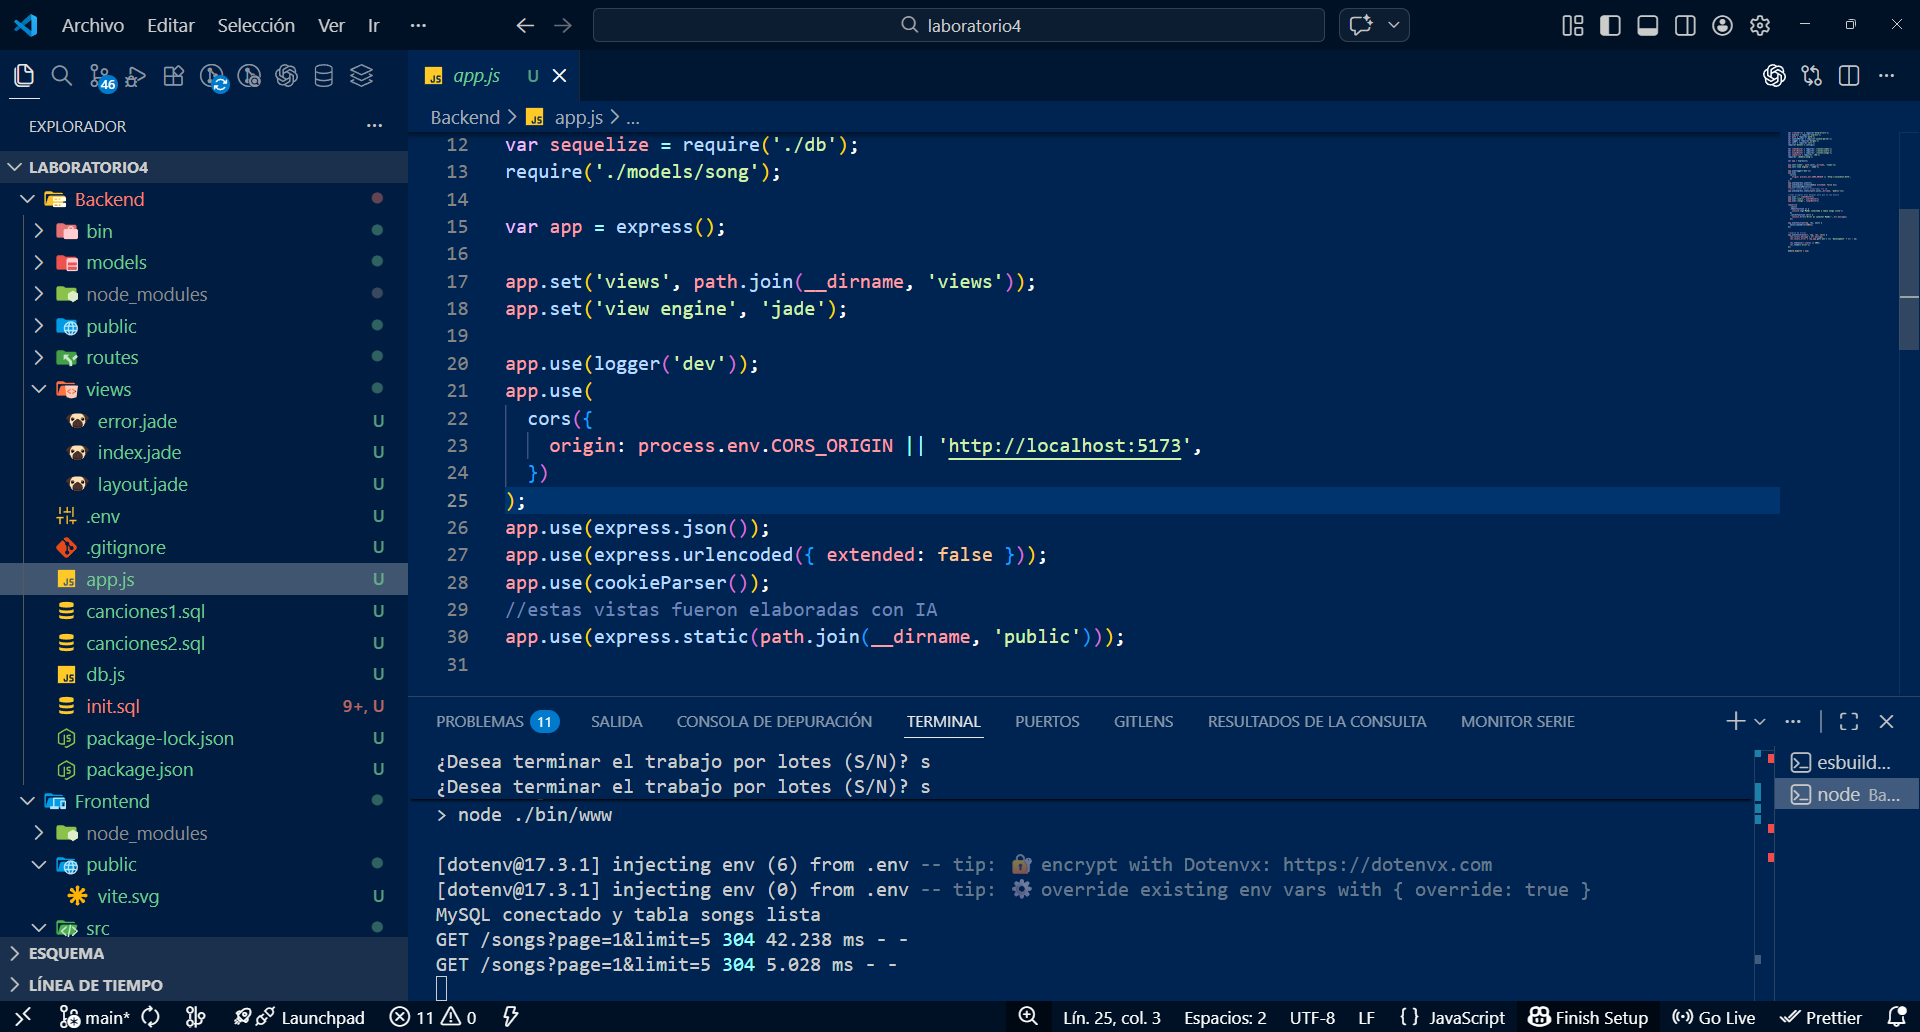 Archivo Editar Selección Ver Ir ··· laboratorio4
46
EXPLORADOR ···
LABORATORIO4
Backend
bin
models
node_modules
public
routes
views
error.jade U
index.jade U
layout.jade U
.env U
.gitignore U
app.js U
canciones1.sql U
canciones2.sql U
db.js U
init.sql 9+, U
package-lock.json U
package.json U
Frontend
node_modules
public
vite.svg U
src
ESQUEMA
LÍNEA DE TIEMPO
JS app.js U
Backend > JS app.js > ...
12 var sequelize = require('./db');
13 require('./models/song');
14
15 var app = express();
16
17 app.set('views', path.join(__dirname, 'views'));
18 app.set('view engine', 'jade');
19
20 app.use(logger('dev'));
21 app.use(
22 cors({
23 origin: process.env.CORS_ORIGIN || 'http://localhost:5173',
24 })
25 );
26 app.use(express.json());
27 app.use(express.urlencoded({ extended: false }));
28 app.use(cookieParser());
29 //estas vistas fueron elaboradas con IA
30 app.use(express.static(path.join(__dirname, 'public')));
31
PROBLEMAS 11 SALIDA CONSOLA DE DEPURACIÓN TERMINAL PUERTOS GITLENS RESULTADOS DE LA CONSULTA MONITOR SERIE
¿Desea terminar el trabajo por lotes (S/N)? s
¿Desea terminar el trabajo por lotes (S/N)? s
> node ./bin/www
[dotenv@17.3.1] injecting env (6) from .env -- tip: 🔐 encrypt with Dotenvx: https://dotenvx.com
[dotenv@17.3.1] injecting env (0) from .env -- tip: ⚙️ override existing env vars with { override: true }
MySQL conectado y tabla songs lista
GET /songs?page=1&limit=5 304 42.238 ms - -
GET /songs?page=1&limit=5 304 5.028 ms - -
esbuild...
node Ba...
main* Launchpad 11 0 Lín. 25, col. 3 Espacios: 2 UTF-8 LF {} JavaScript Finish Setup Go Live Prettier